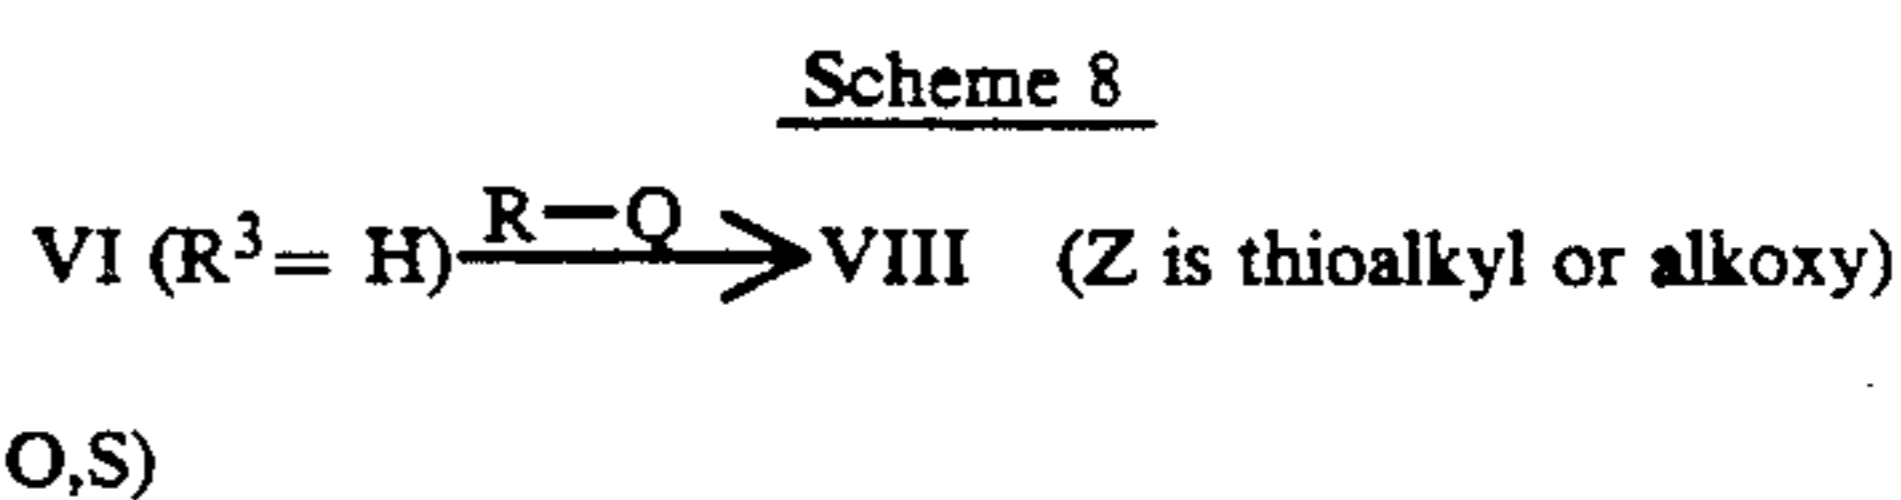 Scheme 8
R—Q
VI (R³ = H) VIII (Z is thioalkyl or alkoxy)
O,S)